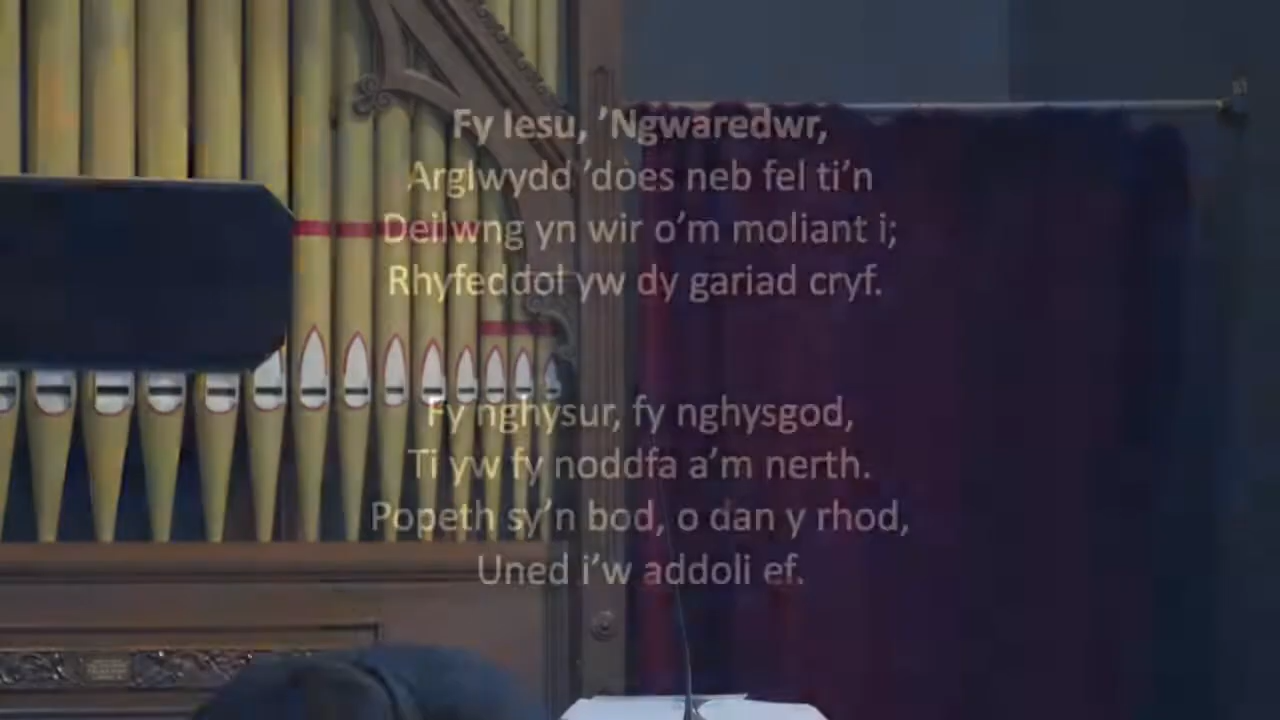 Fy Iesu, ’Ngwaredwr,
Arglwydd ’does neb fel ti’n
Deilwng yn wir o’m moliant i;
Rhyfeddol yw dy gariad cryf.
Fy nghysur, fy nghysgod,
Ti yw fy noddfa a’m nerth.
Popeth sy’n bod, o dan y rhod,
Uned i’w addoli ef.